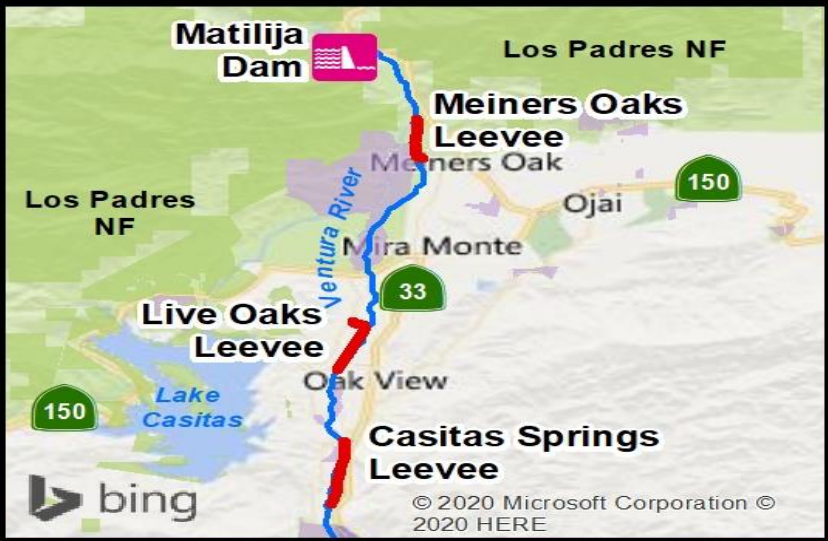 Matilija
Dam
Los Padres NF
Meiners Oaks
Leevee
Meiners Oak
150
Ojai
Los Padres
NF
Ventura River
Mira Monte
33
Live Oaks
Leevee
Oak View
Lake
Casitas
150
Casitas Springs
Leevee
bing
© 2020 Microsoft Corporation ©
2020 HERE